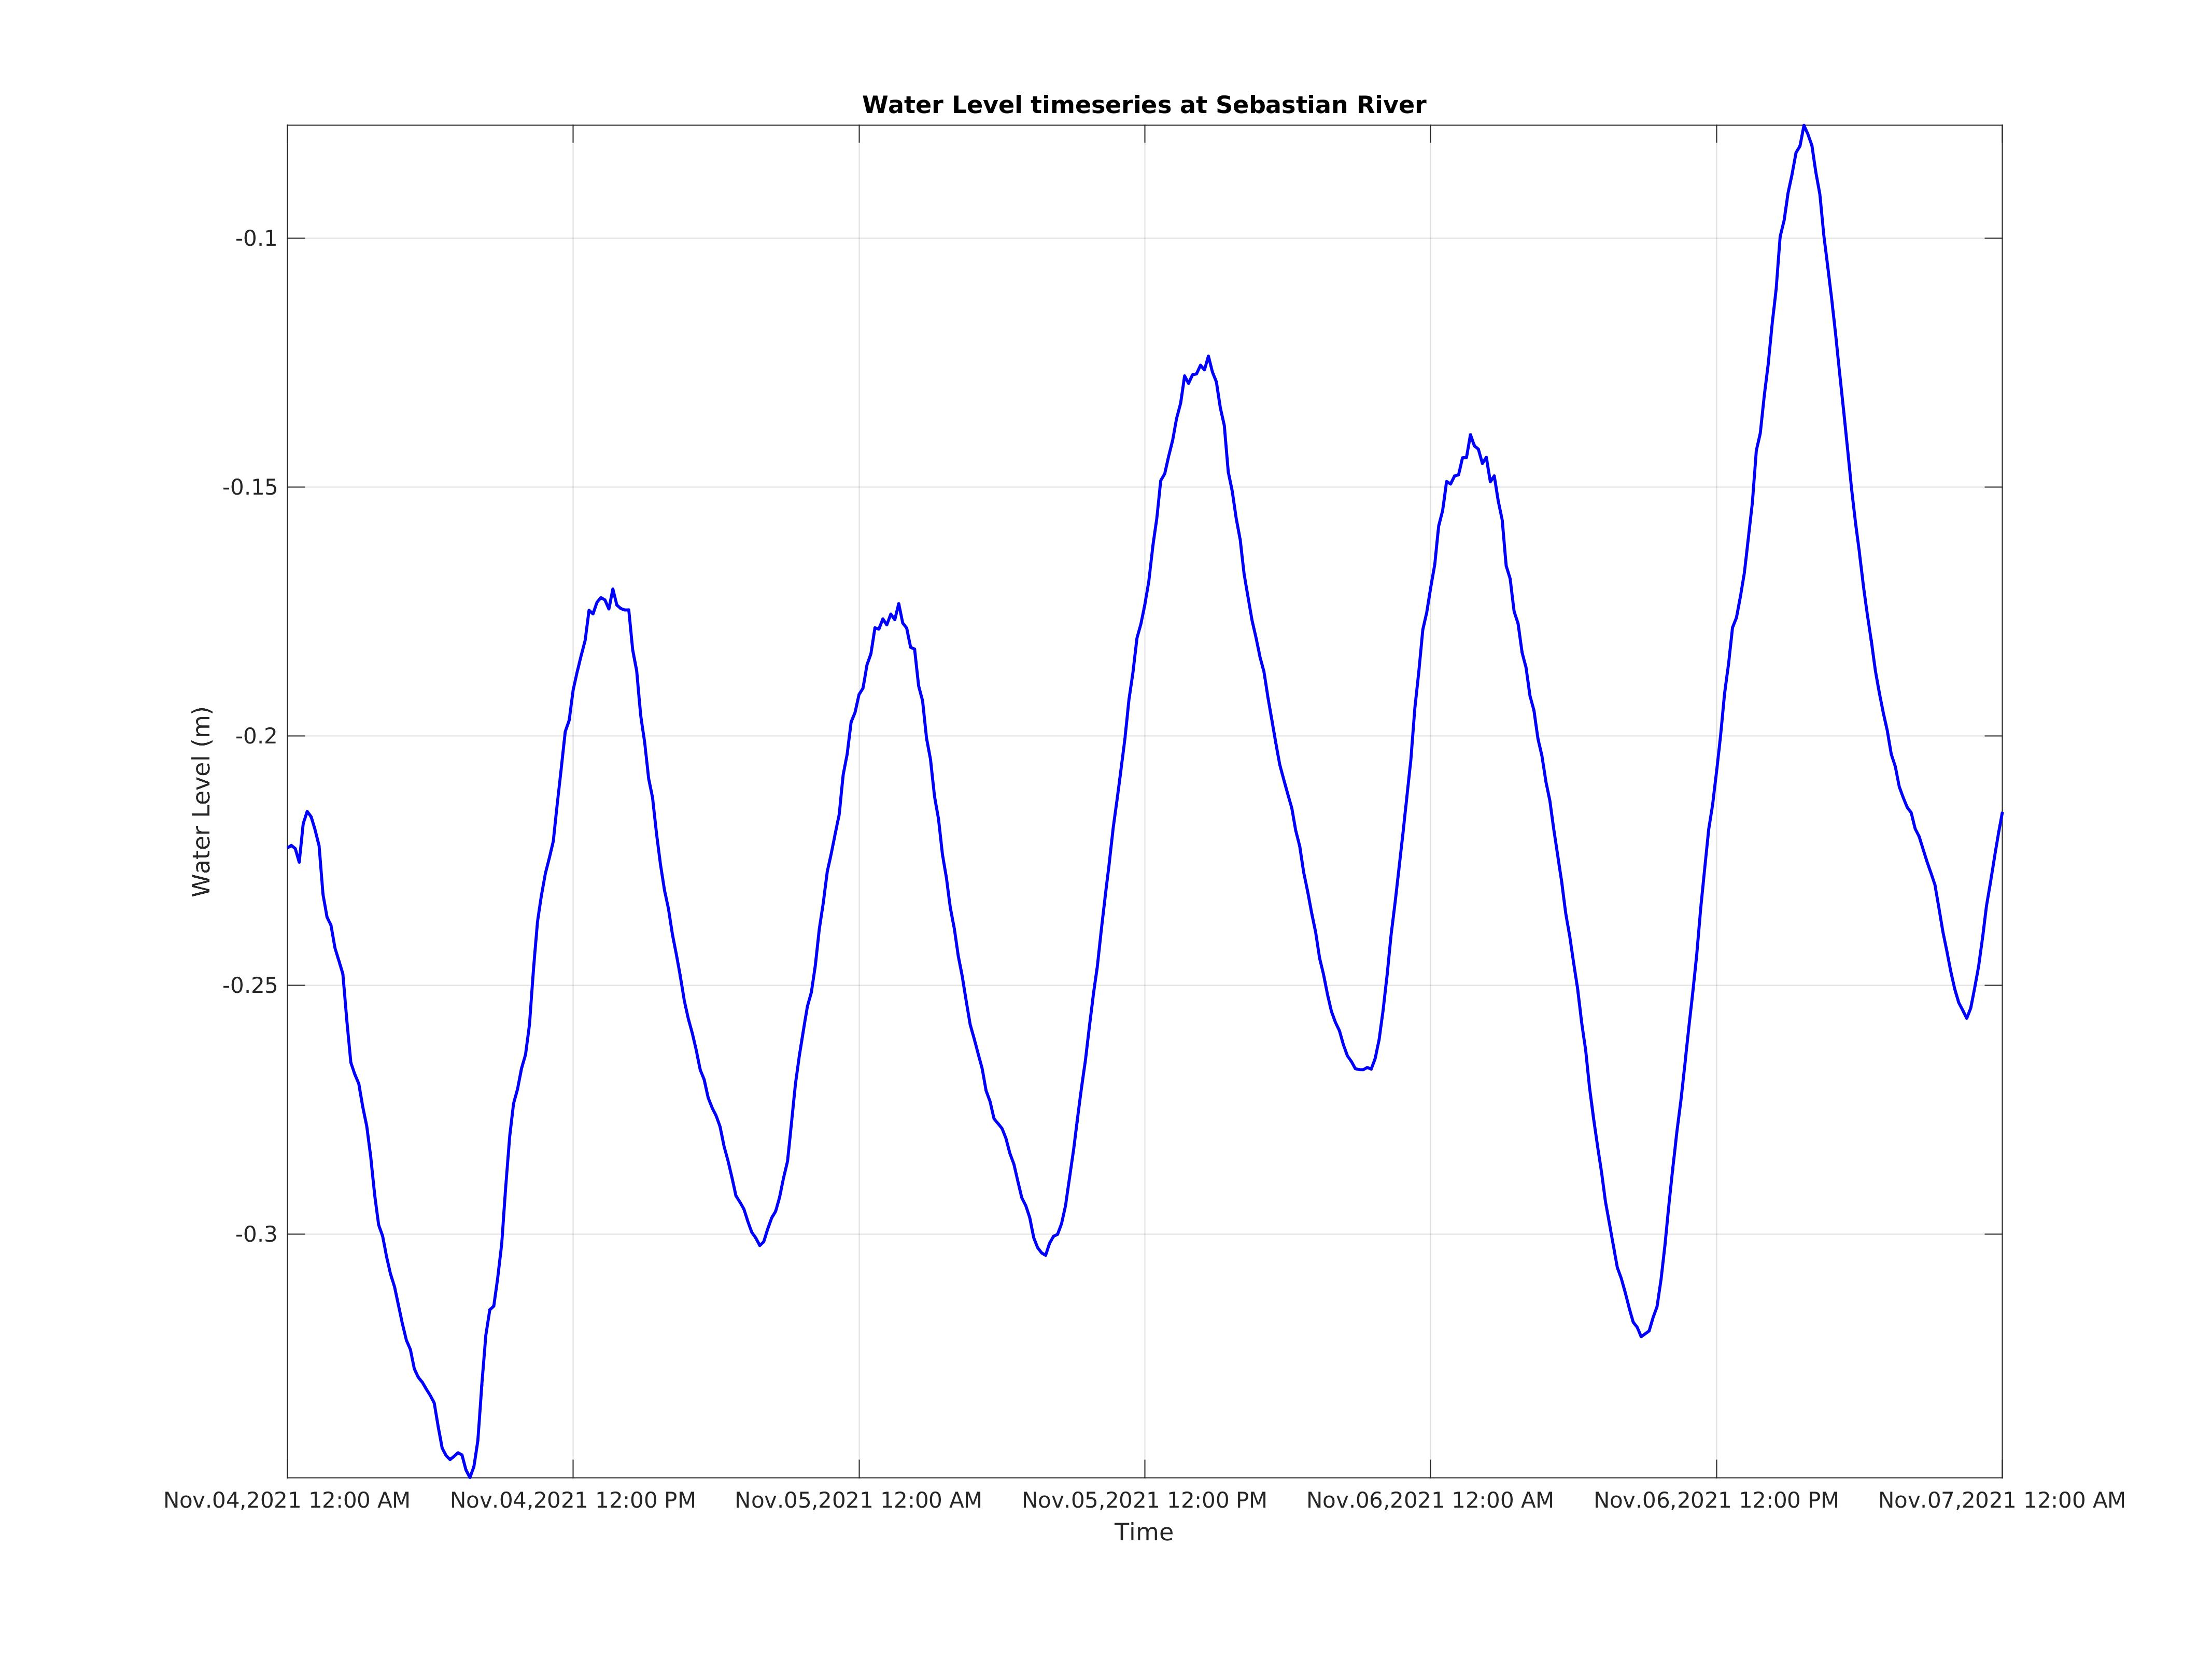 Water Level timeseries at Sebastian River
-0.1
-0.15
-0.2
-0.25
-0.3
Water Level (m)
Nov.04,2021 12:00 AM Nov.04,2021 12:00 PM Nov.05,2021 12:00 AM Nov.05,2021 12:00 PM Nov.06,2021 12:00 AM Nov.06,2021 12:00 PM Nov.07,2021 12:00 AM
Time